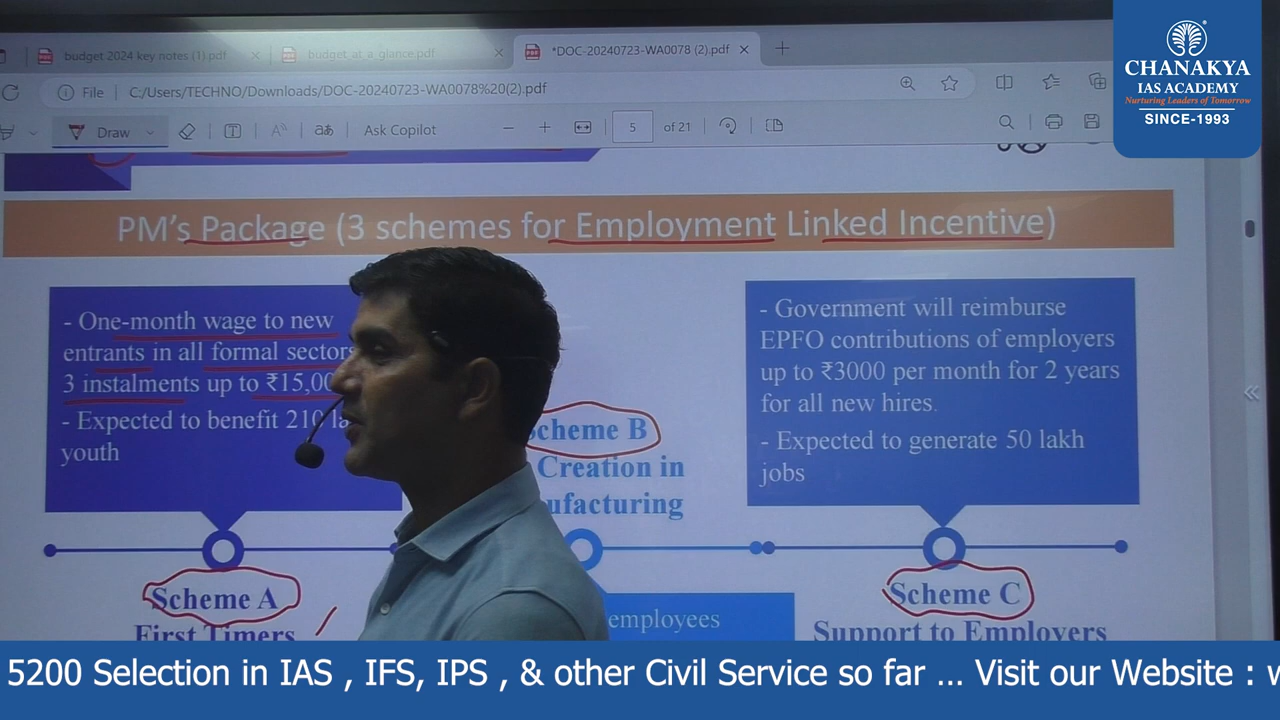 budget 2024 key notes (1).pdf
budget at a glance.pdf
*DOC-20240723-WA0078 (2).pdf
File
C:/Users/TECHNO/Downloads/DOC-20240723-WA0078%20(2).pdf
Draw
Ask Copilot
5 of 21
CHANAKYA
IAS ACADEMY
Nurturing Leaders of Tomorrow
SINCE-1993
PM's Package (3 schemes for Employment Linked Incentive)
- One-month wage to new
entrants in all formal sectors
3 instalments up to ₹15,00
- Expected to benefit 210 la
youth
Scheme A
First Timers
Scheme B
Creation in
ufacturing
employees
- Government will reimburse
EPFO contributions of employers
up to ₹3000 per month for 2 years
for all new hires.
- Expected to generate 50 lakh
jobs
Scheme C
Support to Employers
5200 Selection in IAS , IFS, IPS , & other Civil Service so far ... Visit our Website : w